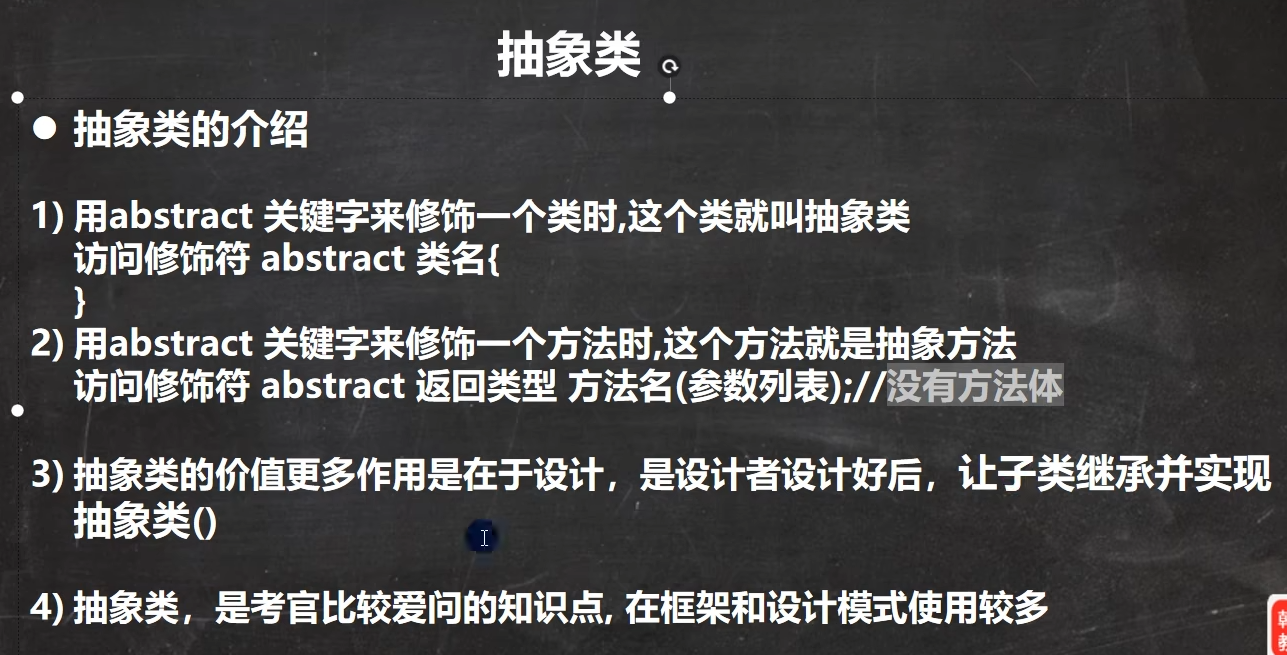 抽象类
● 抽象类的介绍
1) 用abstract 关键字来修饰一个类时,这个类就叫抽象类
访问修饰符 abstract 类名{
}
2) 用abstract 关键字来修饰一个方法时,这个方法就是抽象方法
访问修饰符 abstract 返回类型 方法名(参数列表);//没有方法体
3) 抽象类的价值更多作用是在于设计，是设计者设计好后，让子类继承并实现
抽象类()
4) 抽象类，是考官比较爱问的知识点, 在框架和设计模式使用较多